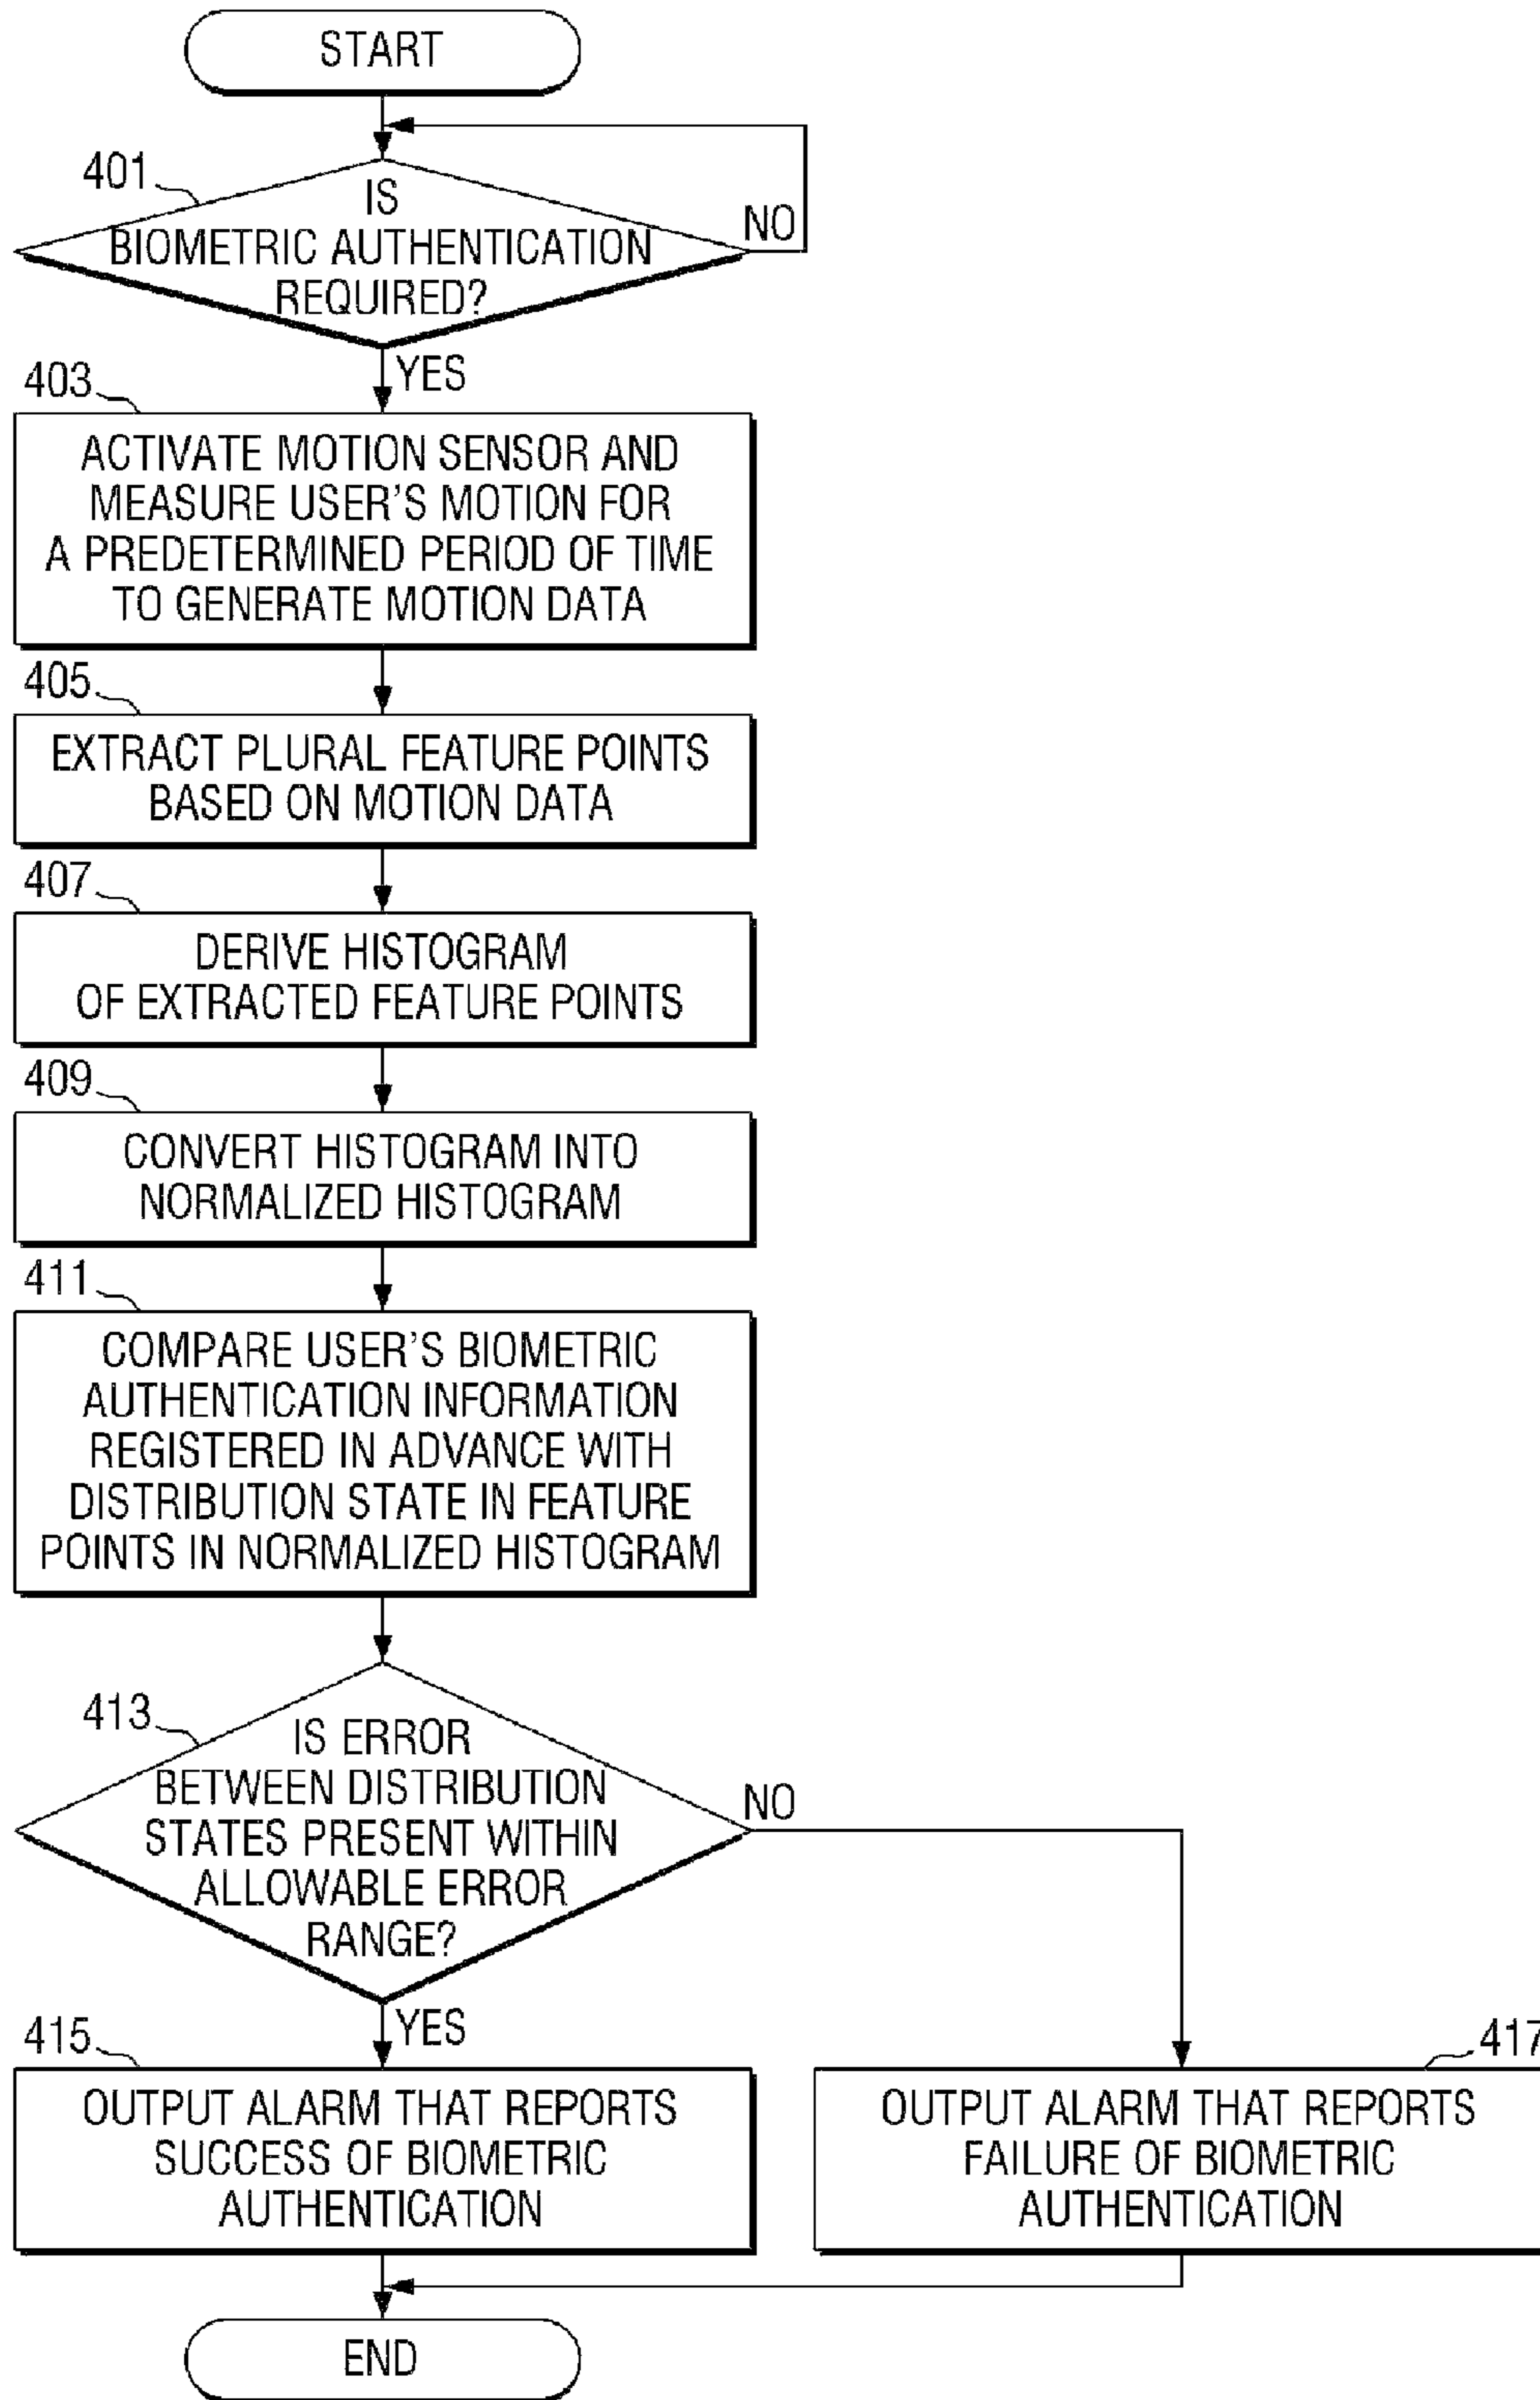 START
401
IS
BIOMETRIC AUTHENTICATION
REQUIRED?
NO
YES
403
ACTIVATE MOTION SENSOR AND
MEASURE USER'S MOTION FOR
A PREDETERMINED PERIOD OF TIME
TO GENERATE MOTION DATA
405
EXTRACT PLURAL FEATURE POINTS
BASED ON MOTION DATA
407
DERIVE HISTOGRAM
OF EXTRACTED FEATURE POINTS
409
CONVERT HISTOGRAM INTO
NORMALIZED HISTOGRAM
411
COMPARE USER'S BIOMETRIC
AUTHENTICATION INFORMATION
REGISTERED IN ADVANCE WITH
DISTRIBUTION STATE IN FEATURE
POINTS IN NORMALIZED HISTOGRAM
413
IS ERROR
BETWEEN DISTRIBUTION
STATES PRESENT WITHIN
ALLOWABLE ERROR
RANGE?
NO
YES
415
OUTPUT ALARM THAT REPORTS
SUCCESS OF BIOMETRIC
AUTHENTICATION
417
OUTPUT ALARM THAT REPORTS
FAILURE OF BIOMETRIC
AUTHENTICATION
END